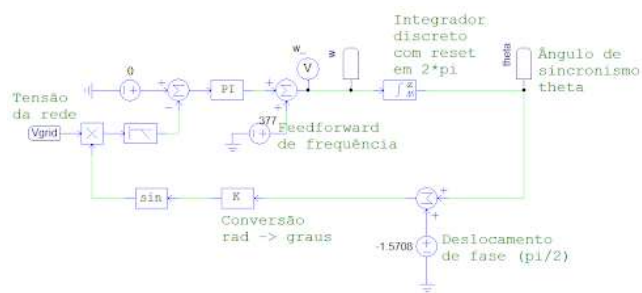 Integrador
discreto
com reset
em 2*pi
w_
w
theta
Ângulo de
sincronismo
theta
0
V
PI
Tensão
da rede
Vgrid
377
Feedforward
de frequência
sin
K
Conversão
rad -> graus
-1.5708
Deslocamento
de fase (pi/2)